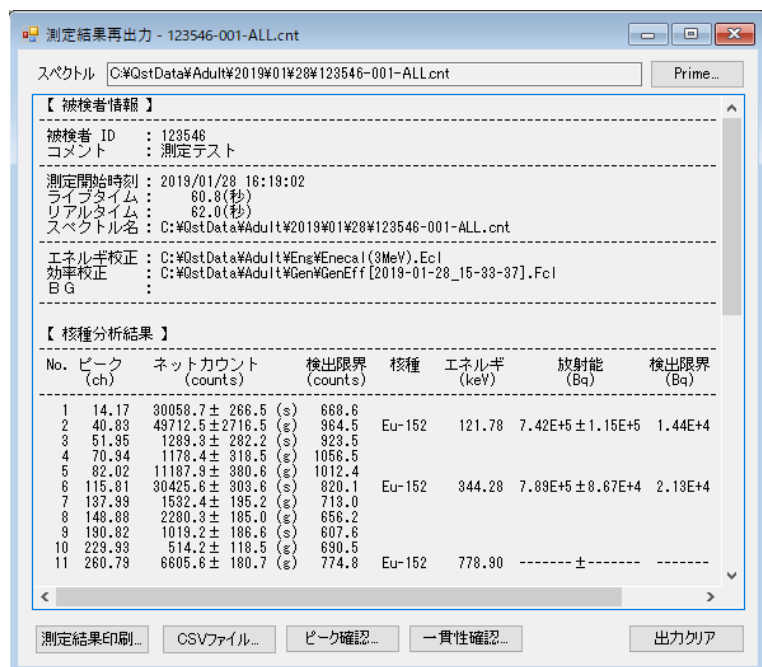 測定結果再出力 - 123546-001-ALL.cnt
スペクトル C:¥QstData¥Adult¥2019¥01¥28¥123546-001-ALL.cnt Prime...
【 被検者情報 】
被検者 ID : 123546
コメント : 測定テスト
測定開始時刻 : 2019/01/28 16:19:02
ライブタイム : 60.8(秒)
リアルタイム : 62.0(秒)
スペクトル名 : C:¥QstData¥Adult¥2019¥01¥28¥123546-001-ALL.cnt
エネルギ校正 : C:¥QstData¥Adult¥Eng¥Enecal(3MeV).Ecl
効率校正 : C:¥QstData¥Adult¥Gen¥GenEff[2019-01-28_15-33-37].Fcl
ＢＧ :
【 核種分析結果 】
No. ピーク ネットカウント 検出限界 核種 エネルギ 放射能 検出限界
(ch) (counts) (counts) (keV) (Bq) (Bq)
1 14.17 30058.7± 266.5 (s) 668.6
2 40.83 49712.5±2716.5 (g) 964.5 Eu-152 121.78 7.42E+5±1.15E+5 1.44E+4
3 51.95 1289.3± 282.2 (s) 923.5
4 70.94 1178.4± 318.5 (g) 1056.5
5 82.02 11187.9± 380.6 (g) 1012.4
6 115.81 30425.6± 303.6 (s) 820.1 Eu-152 344.28 7.89E+5±8.67E+4 2.13E+4
7 137.99 1532.4± 195.2 (g) 713.0
8 148.88 2280.3± 185.0 (g) 656.2
9 190.82 1019.2± 186.6 (s) 607.6
10 229.93 514.2± 118.5 (g) 690.5
11 260.79 6605.6± 180.7 (g) 774.8 Eu-152 778.90 -------±------- -------
測定結果印刷... CSVファイル... ピーク確認... 一貫性確認... 出力クリア